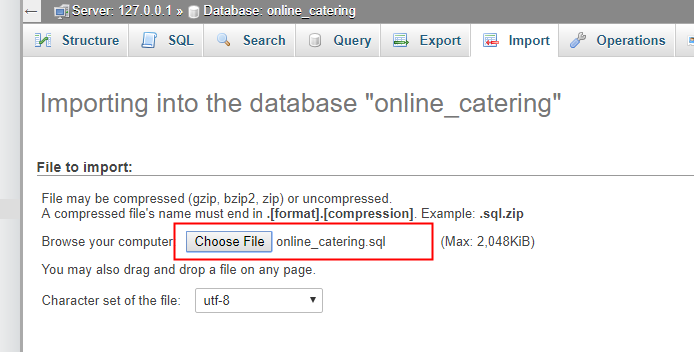 ← Server: 127.0.0.1 » Database: online_catering
Structure SQL Search Query Export Import Operations
Importing into the database "online_catering"
File to import:
File may be compressed (gzip, bzip2, zip) or uncompressed.
A compressed file's name must end in .[format].[compression]. Example: .sql.zip
Browse your computer Choose File online_catering.sql (Max: 2,048KiB)
You may also drag and drop a file on any page.
Character set of the file: utf-8